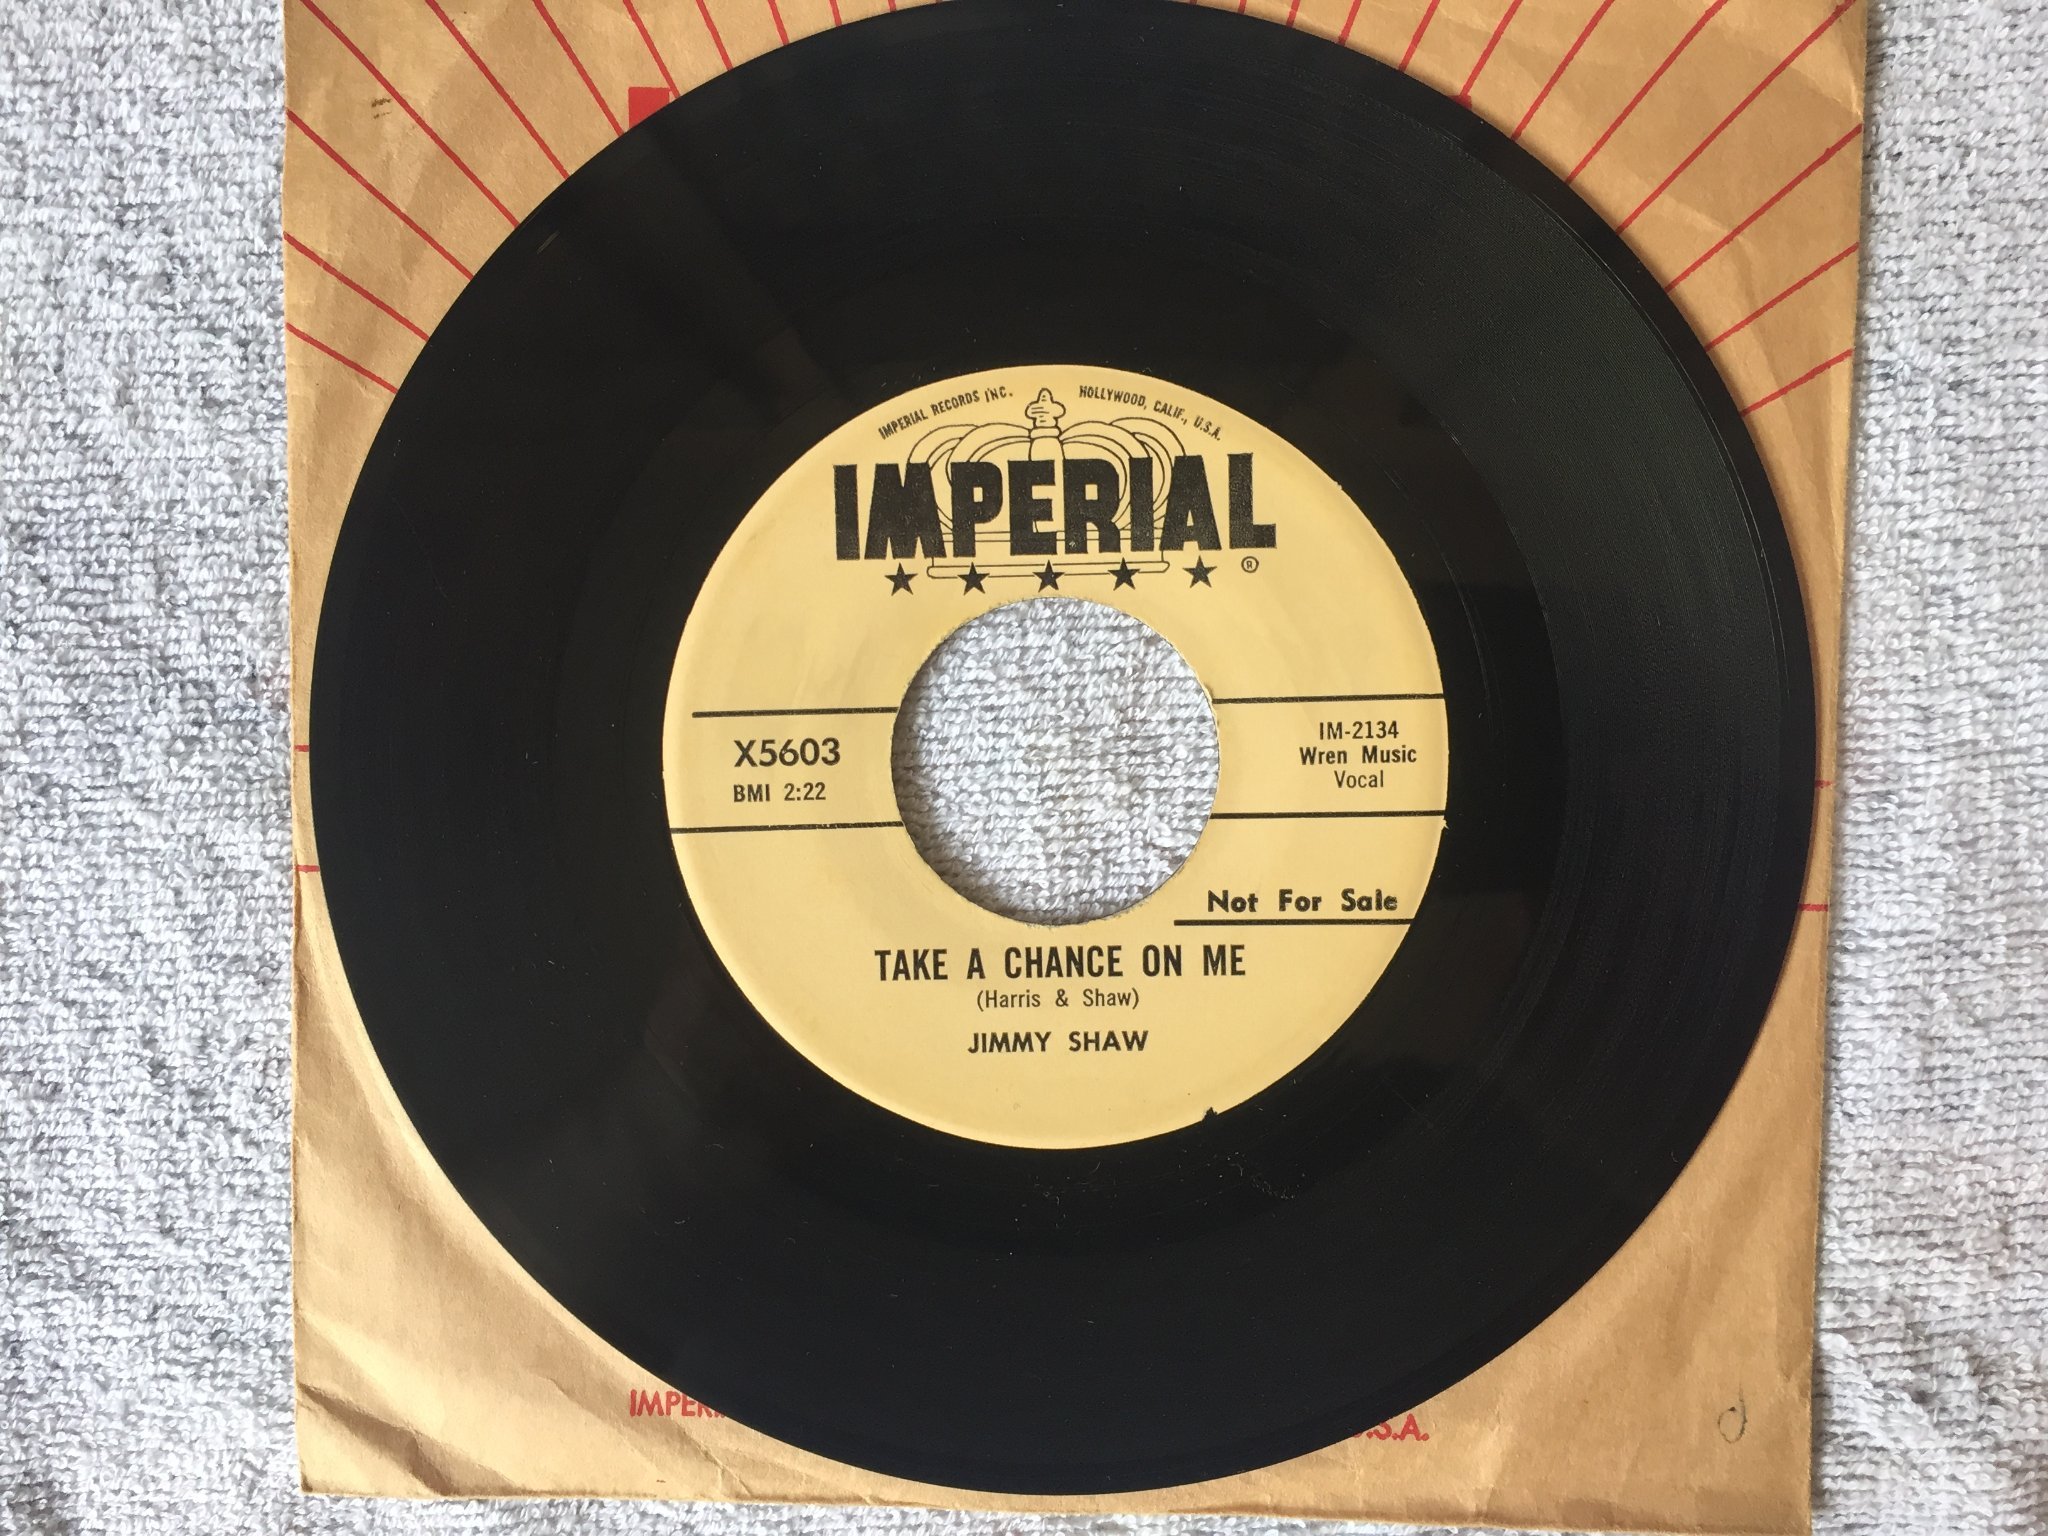 IMPERIAL RECORDS INC. HOLLYWOOD, CALIF., U.S.A.
IMPERIAL
®
X5603
BMI 2:22
IM-2134
Wren Music
Vocal
Not For Sale
TAKE A CHANCE ON ME
(Harris & Shaw)
JIMMY SHAW
U.S.A.